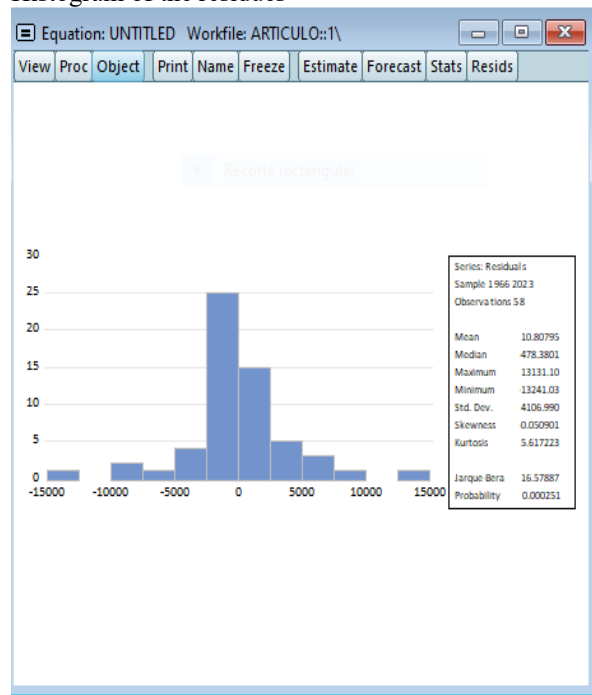 Histogram of the residues
Equation: UNTITLED Workfile: ARTICULO::1\
View Proc Object Print Name Freeze Estimate Forecast Stats Resids
Recorte rectangular
30
25
20
15
10
5
0
-15000 -10000 -5000 0 5000 10000 15000
Series: Residuals
Sample 1966 2023
Observations 58
Mean 10.80795
Median 478.3801
Maximum 13131.10
Minimum 13241.03
Std. Dev. 4106.990
Skewness 0.050901
Kurtosis 5.617223
Jarque-Bera 16.57887
Probability 0.000251